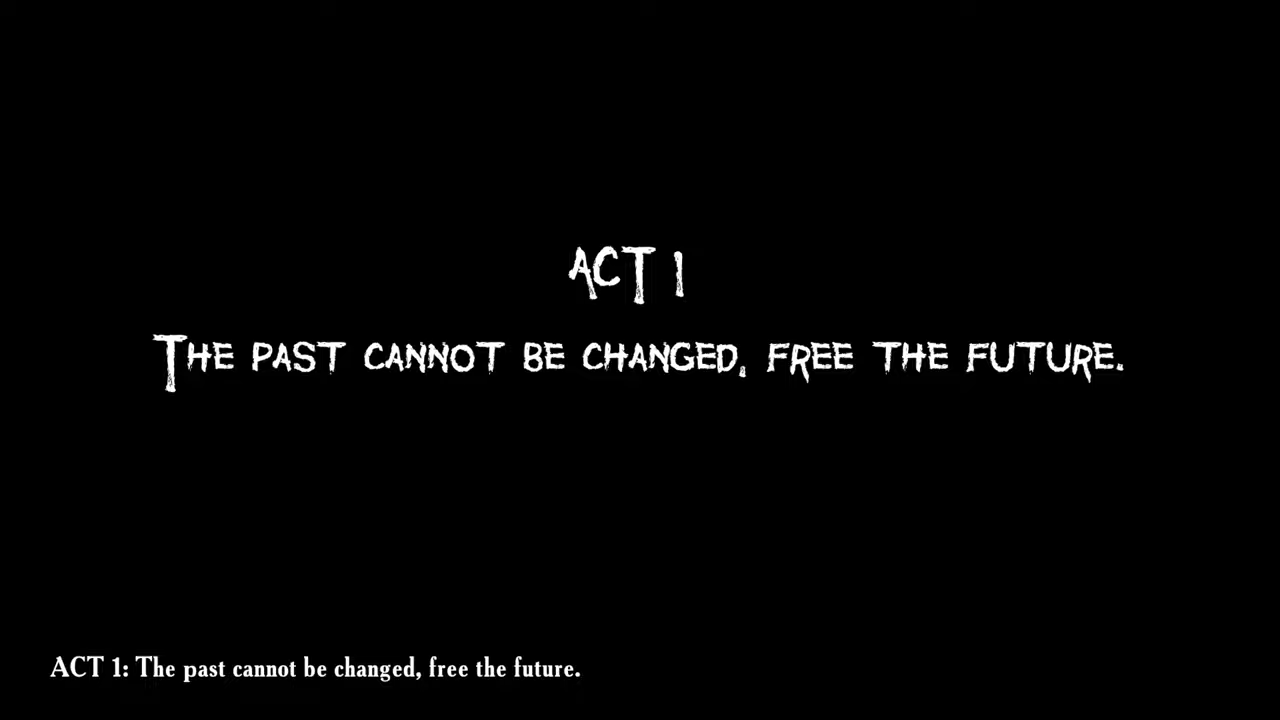 ACT 1
The past cannot be changed, free the future.
ACT 1: The past cannot be changed, free the future.